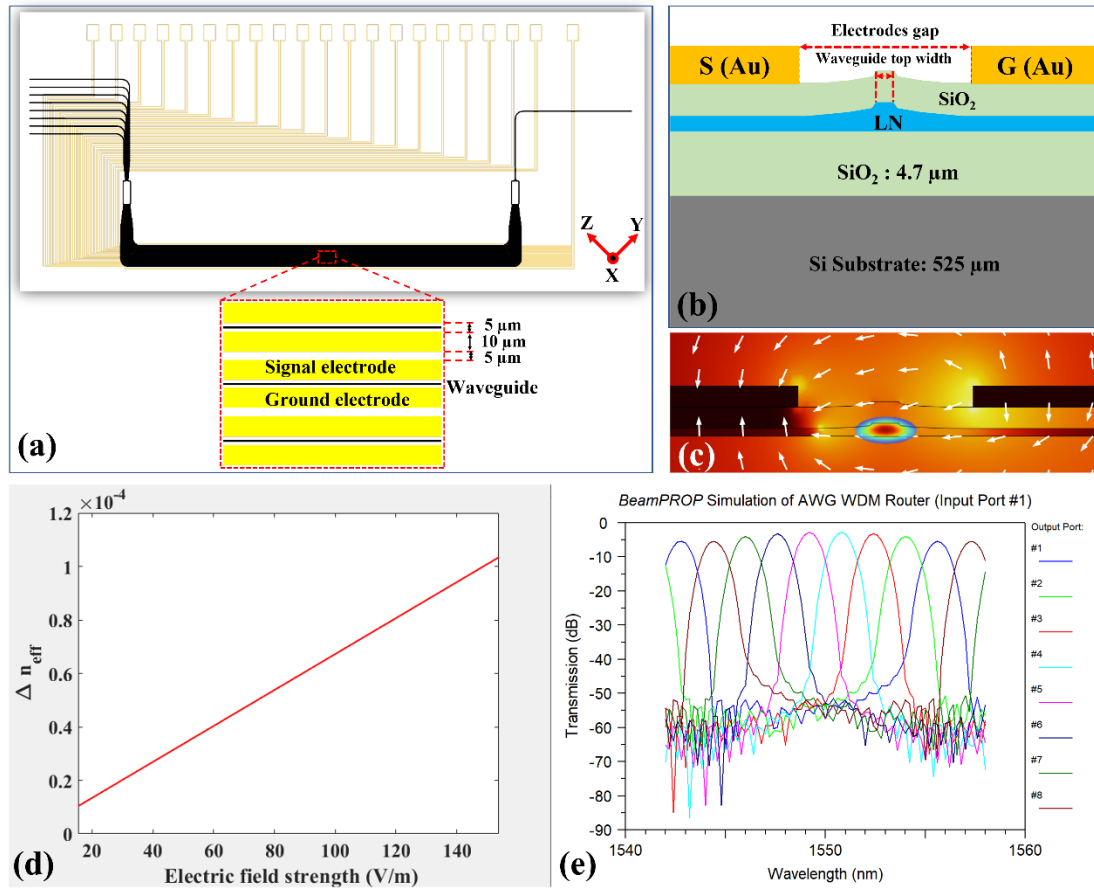 Z
Y
X
5 µm
10 µm
5 µm
Signal electrode
Waveguide
Ground electrode
(a)
Electrodes gap
S (Au)
Waveguide top width
G (Au)
SiO₂
LN
SiO₂ : 4.7 µm
Si Substrate: 525 µm
(b)
(c)
×10⁻⁴
1.2
1
0.8
0.6
0.4
0.2
0
Δ n_eff
20
40
60
80
100
120
140
Electric field strength (V/m)
(d)
BeamPROP Simulation of AWG WDM Router (Input Port #1)
0
-10
-20
-30
-40
-50
-60
-70
-80
-90
Transmission (dB)
1540
1550
1560
Wavelength (nm)
Output Port:
#1
#2
#3
#4
#5
#6
#7
#8
(e)